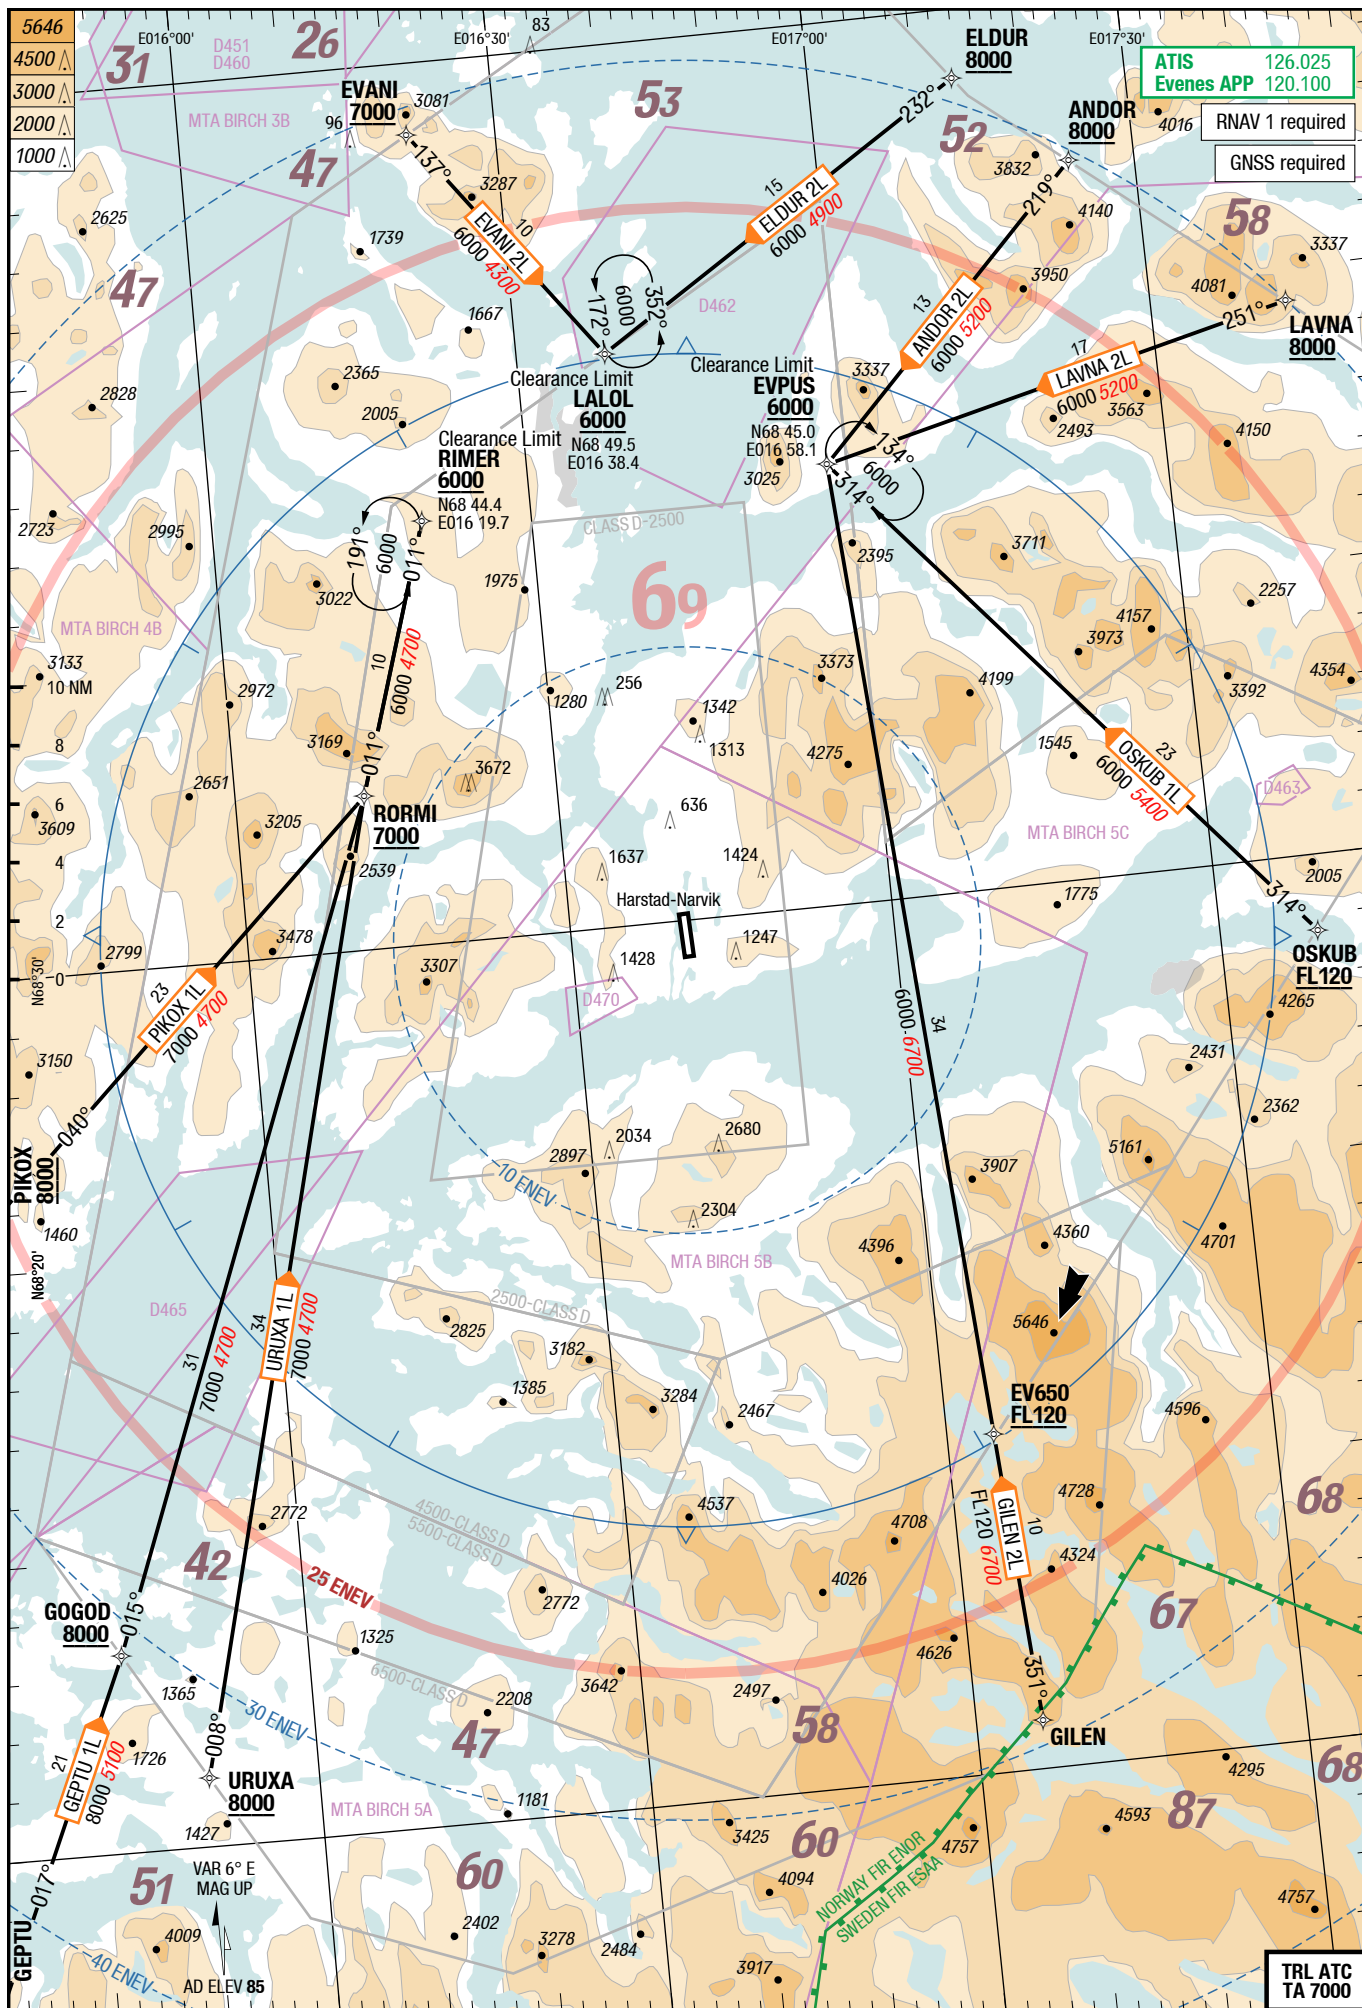 5646
4500
3000
2000
1000
E016°00'
E016°30'
E017°00'
E017°30'
31
D451
D460
26
83
ELDUR
8000
ATIS 126.025
Evenes APP 120.100
RNAV 1 required
GNSS required
EVANI
7000
3081
96
MTA BIRCH 3B
47
53
232°
52
ANDOR
8000
4016
3832
137°
3287
15
ELDUR 2L
6000 4900
219°
4140
58
3337
2625
1739
10
EVANI 2L
6000 4300
47
3950
4081
251°
LAVNA
8000
172°
6000
352°
D462
13
ANDOR 2L
6000 5200
17
LAVNA 2L
6000 5200
1667
2365
2828
2005
Clearance Limit
LALOL
6000
N68 49.5
E016 38.4
Clearance Limit
EVPUS
6000
N68 45.0
E016 58.1
3337
3563
2493
4150
Clearance Limit
RIMER
6000
N68 44.4
E016 19.7
3025
134°
6000
314°
2723
2995
191°
6000
011°
CLASS D-2500
2395
3711
3022
1975
69
2257
4157
3973
MTA BIRCH 4B
3133
10 NM
10
6000 4700
3373
4199
3392
4354
2972
1280
256
1342
1313
8
3169
011°
3672
4275
1545
23
OSKUB 1L
6000 5400
D463
2651
6
3609
RORMI
7000
636
3205
MTA BIRCH 5C
4
2539
1637
1424
2005
314°
Harstad-Narvik
1775
2
2799
3478
1247
OSKUB
FL120
0
N68°30'
3307
1428
D470
23
PIKOX 1L
7000 4700
34
6000 6700
4265
3150
2431
040°
2362
PIKOX
8000
2034
2680
2897
10 ENEV
3907
5161
1460
2304
4396
4360
4701
N68°20'
MTA BIRCH 5B
D465
34
URUXA 1L
7000 4700
2500-CLASS D
2825
5646
31
7000 4700
3182
1385
3284
2467
EV650
FL120
4596
2772
4500-CLASS D
5500-CLASS D
4537
4708
10
GILEN 2L
FL120 6700
4728
68
42
25 ENEV
4324
2772
4026
67
GOGOD
8000
015°
1325
4626
6500-CLASS D
3642
351°
1365
30 ENEV
2208
2497
58
47
008°
GILEN
21
GEPTU 1L
8000 5100
1726
URUXA
8000
4295
68
MTA BIRCH 5A
1181
87
1427
3425
4593
60
4757
NORWAY FIR ENOR
SWEDEN FIR ESAA
51
VAR 6° E
MAG UP
60
4094
017°
4757
4009
2402
3278
2484
GEPTU
40 ENEV
AD ELEV 85
3917
TRL ATC
TA 7000